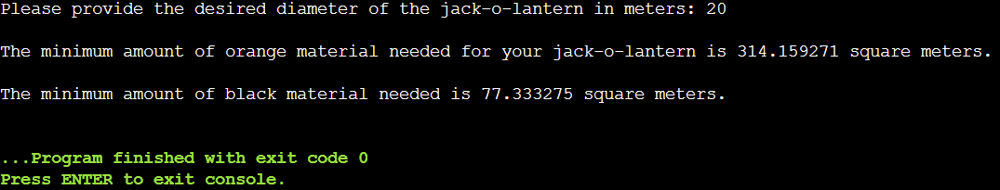 Please provide the desired diameter of the jack-o-lantern in meters: 20
The minimum amount of orange material needed for your jack-o-lantern is 314.159271 square meters.
The minimum amount of black material needed is 77.333275 square meters.
...Program finished with exit code 0
Press ENTER to exit console.